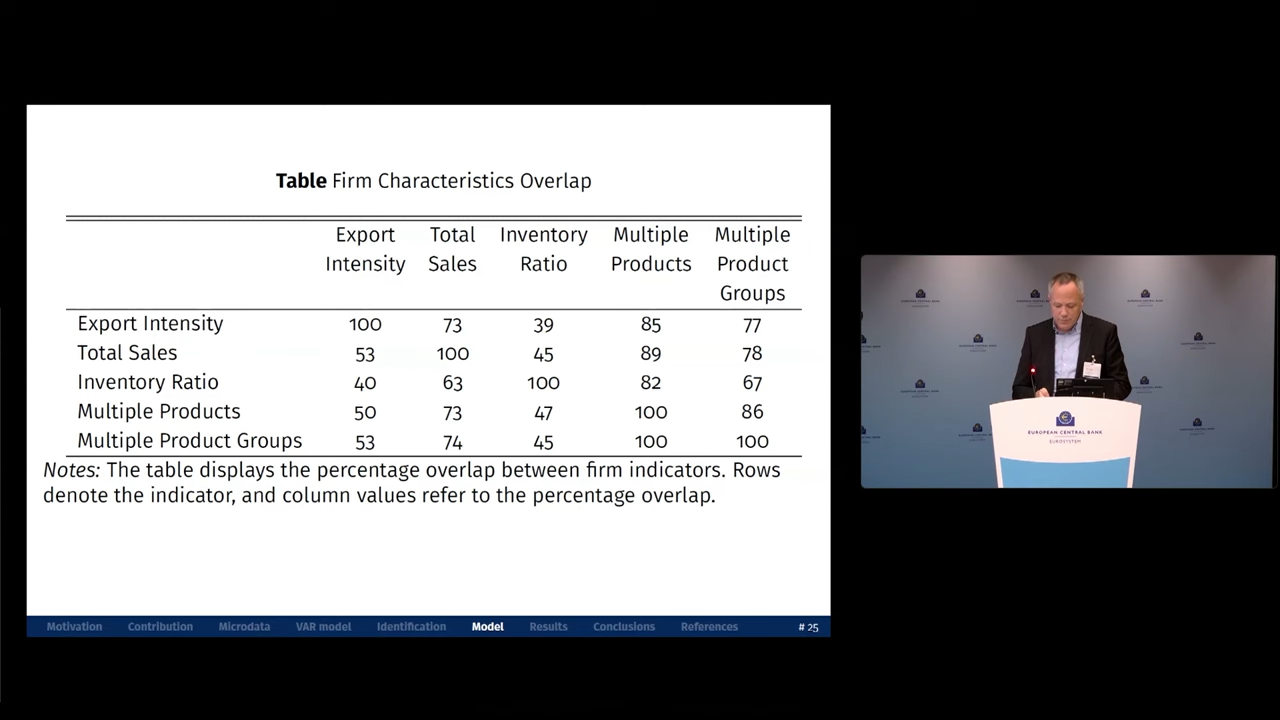 Table Firm Characteristics Overlap
Export Intensity Total Sales Inventory Ratio Multiple Products Multiple Product Groups
Export Intensity 100 73 39 85 77
Total Sales 53 100 45 89 78
Inventory Ratio 40 63 100 82 67
Multiple Products 50 73 47 100 86
Multiple Product Groups 53 74 45 100 100
Notes: The table displays the percentage overlap between firm indicators. Rows
denote the indicator, and column values refer to the percentage overlap.
Motivation Contribution Microdata VAR model Identification Model Results Conclusions References # 25
EUROPEAN CENTRAL BANK
EUROSYSTEM